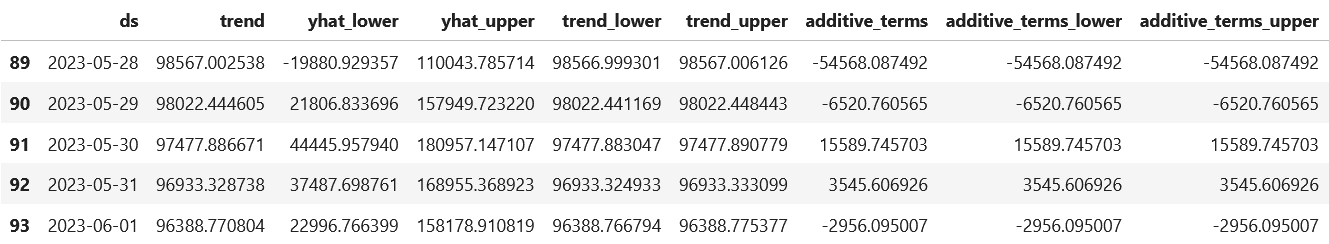 ds trend yhat_lower yhat_upper trend_lower trend_upper additive_terms additive_terms_lower additive_terms_upper
89 2023-05-28 98567.002538 -19880.929357 110043.785714 98566.999301 98567.006126 -54568.087492 -54568.087492 -54568.087492
90 2023-05-29 98022.444605 21806.833696 157949.723220 98022.441169 98022.448443 -6520.760565 -6520.760565 -6520.760565
91 2023-05-30 97477.886671 44445.957940 180957.147107 97477.883047 97477.890779 15589.745703 15589.745703 15589.745703
92 2023-05-31 96933.328738 37487.698761 168955.368923 96933.324933 96933.333099 3545.606926 3545.606926 3545.606926
93 2023-06-01 96388.770804 22996.766399 158178.910819 96388.766794 96388.775377 -2956.095007 -2956.095007 -2956.095007